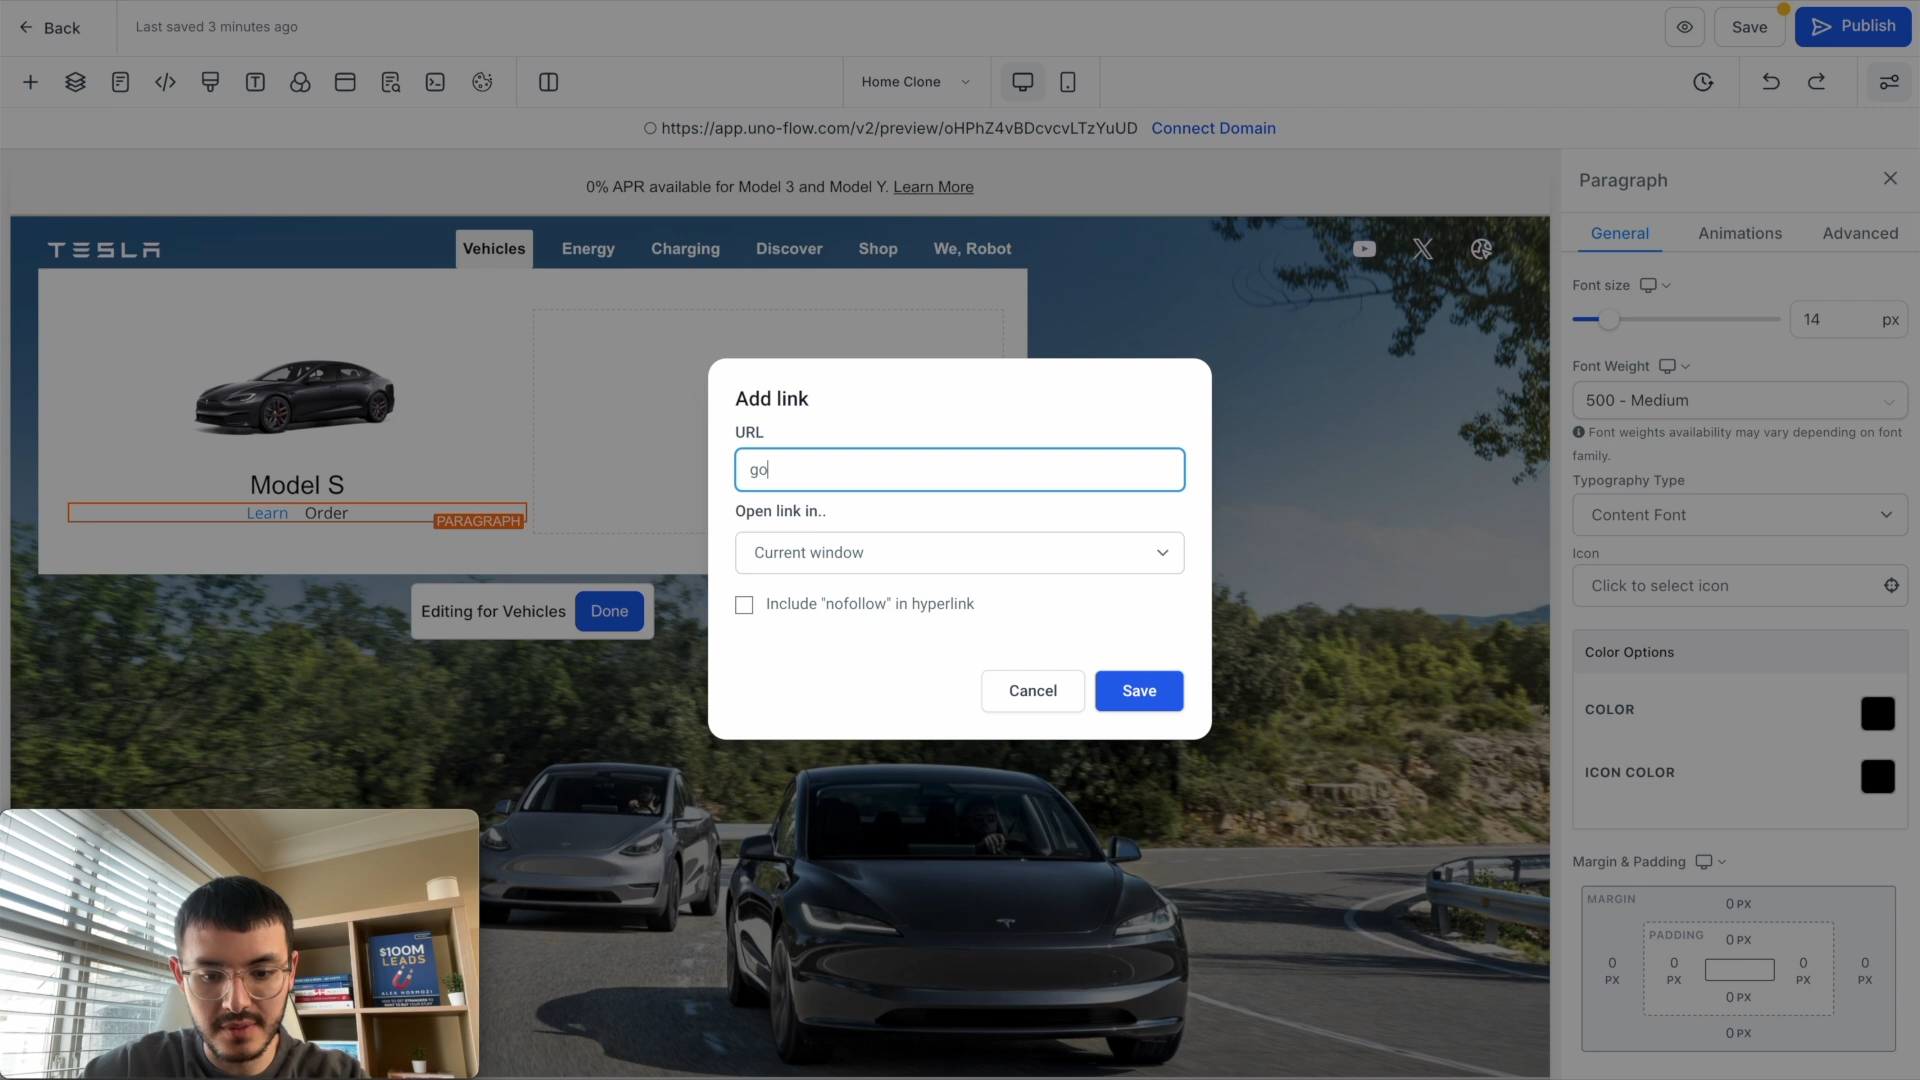 Back
Last saved 3 minutes ago
Save
Publish
Home Clone
https://app.uno-flow.com/v2/preview/oHPhZ4vBDcvcvLTzYuUD Connect Domain
0% APR available for Model 3 and Model Y. Learn More
TESLA
Vehicles
Energy
Charging
Discover
Shop
We, Robot
Model S
Learn Order
PARAGRAPH
Editing for Vehicles
Done
Add link
URL
go
Open link in..
Current window
Include "nofollow" in hyperlink
Cancel
Save
Paragraph
General
Animations
Advanced
Font size
14 px
Font Weight
500 - Medium
Font weights availability may vary depending on font
family.
Typography Type
Content Font
Icon
Click to select icon
Color Options
COLOR
ICON COLOR
Margin & Padding
MARGIN
0 PX
PADDING
0 PX
0
PX
0
PX
0
PX
0
PX
0 PX
0 PX
$100M
LEADS
ALEX HORMOZI